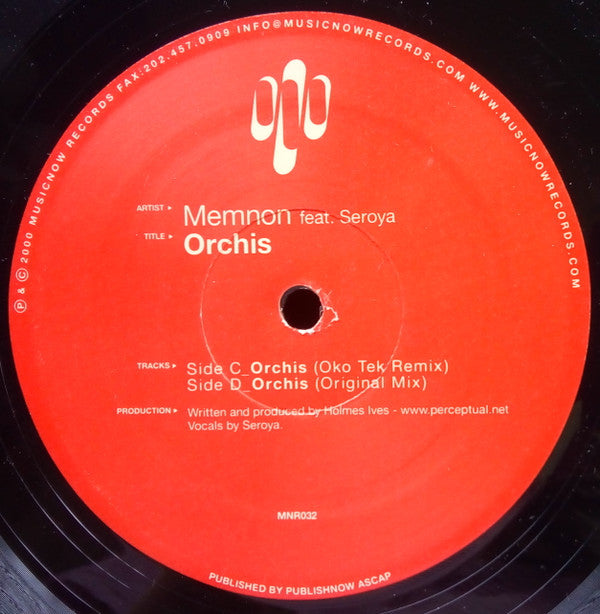 ℗ & © 2000 MUSICNOW RECORDS FAX:202.457.0909 INFO@MUSICNOWRECORDS.COM WWW.MUSICNOWRECORDS.COM
ARTIST ▸ Memnon feat. Seroya
TITLE ▸ Orchis
TRACKS ▸ Side C_Orchis (Oko Tek Remix)
Side D_Orchis (Original Mix)
PRODUCTION ▸ Written and produced by Holmes Ives - www.perceptual.net
Vocals by Seroya.
MNR032
PUBLISHED BY PUBLISHNOW ASCAP